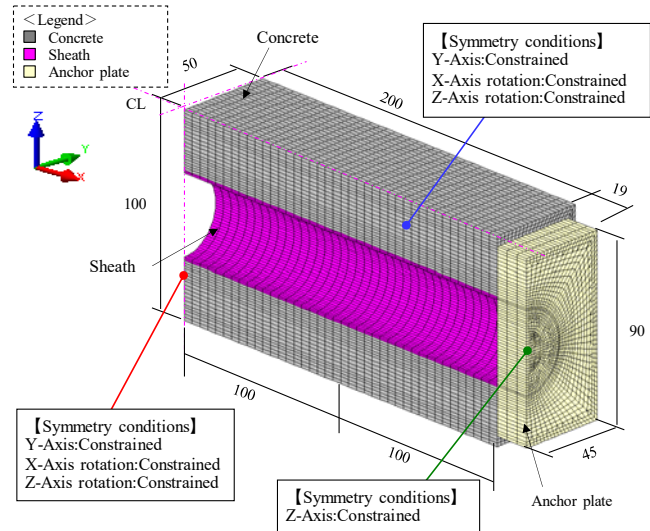 <Legend>
Concrete
Sheath
Anchor plate
Concrete
50
CL
200
【Symmetry conditions】
Y-Axis:Constrained
X-Axis rotation:Constrained
Z-Axis rotation:Constrained
Z
Y
X
19
100
Sheath
90
100
100
45
【Symmetry conditions】
Y-Axis:Constrained
X-Axis rotation:Constrained
Z-Axis rotation:Constrained
【Symmetry conditions】
Z-Axis:Constrained
Anchor plate